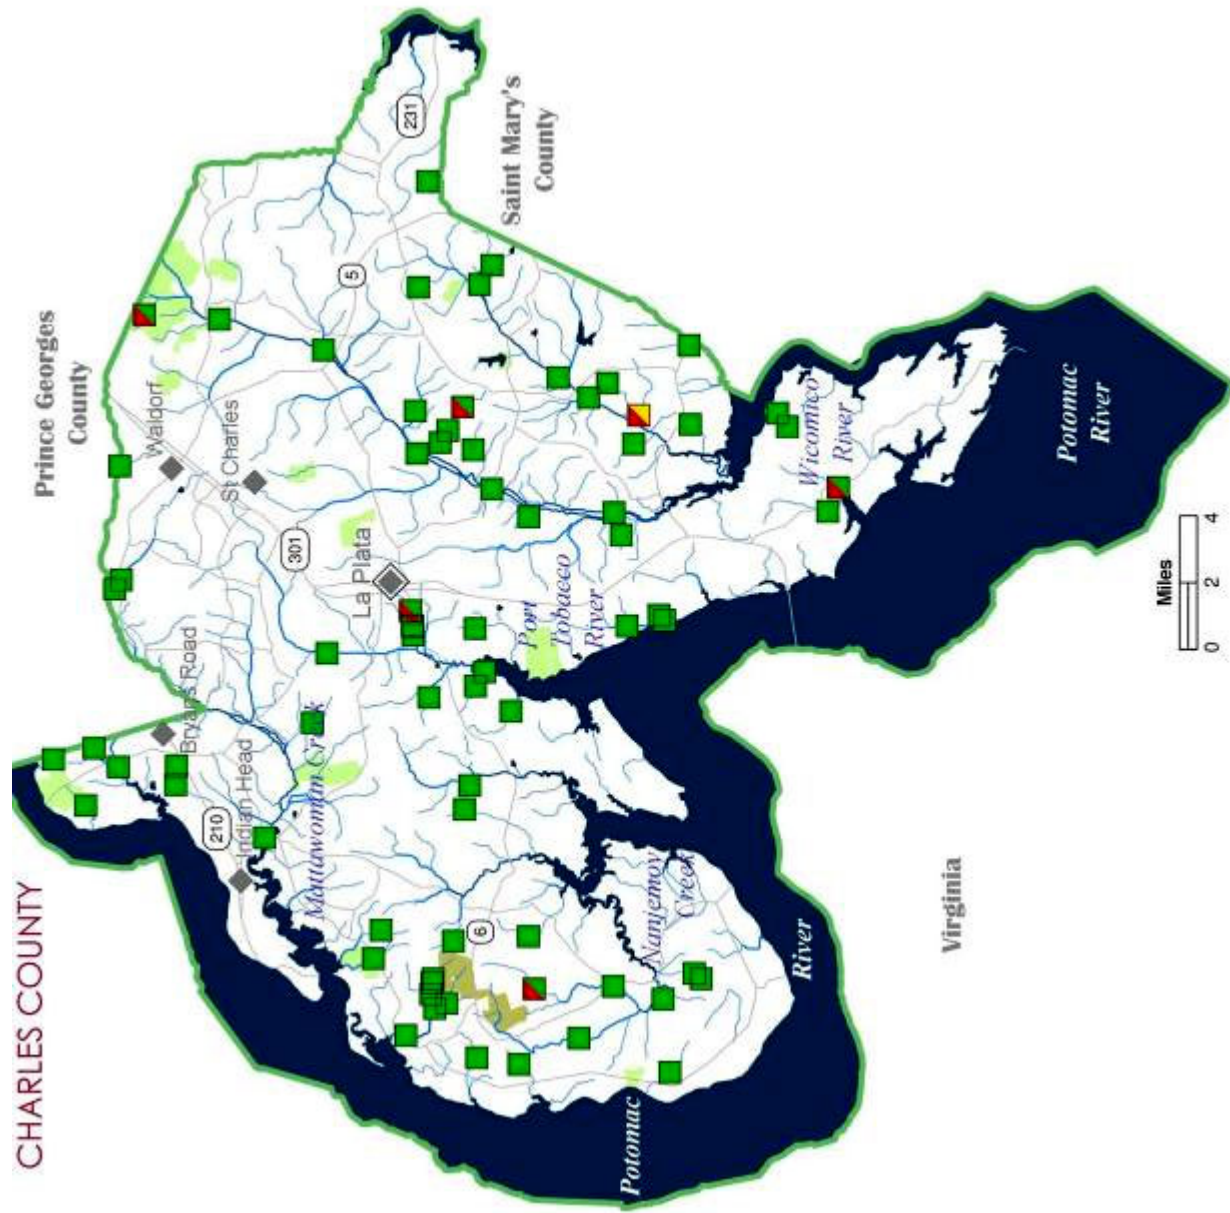 CHARLES COUNTY
Prince Georges
County
Waldorf
St Charles
301
La Plata
5
231
Saint Mary's
County
Bryans Road
210
Indian Head
Mattawoman Creek
Port
Tobacco
River
Wicomico
River
6
Nanjemoy
Creek
Potomac
River
Potomac
River
Virginia
Miles
0 2 4